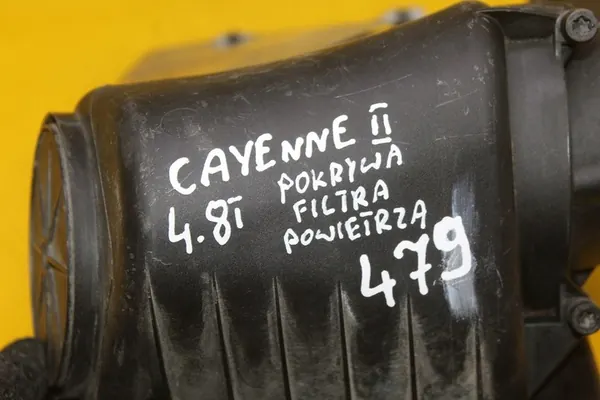 CAYENNE II
4.8i
POKRYWA
FILTRA
POWIETRZA
479